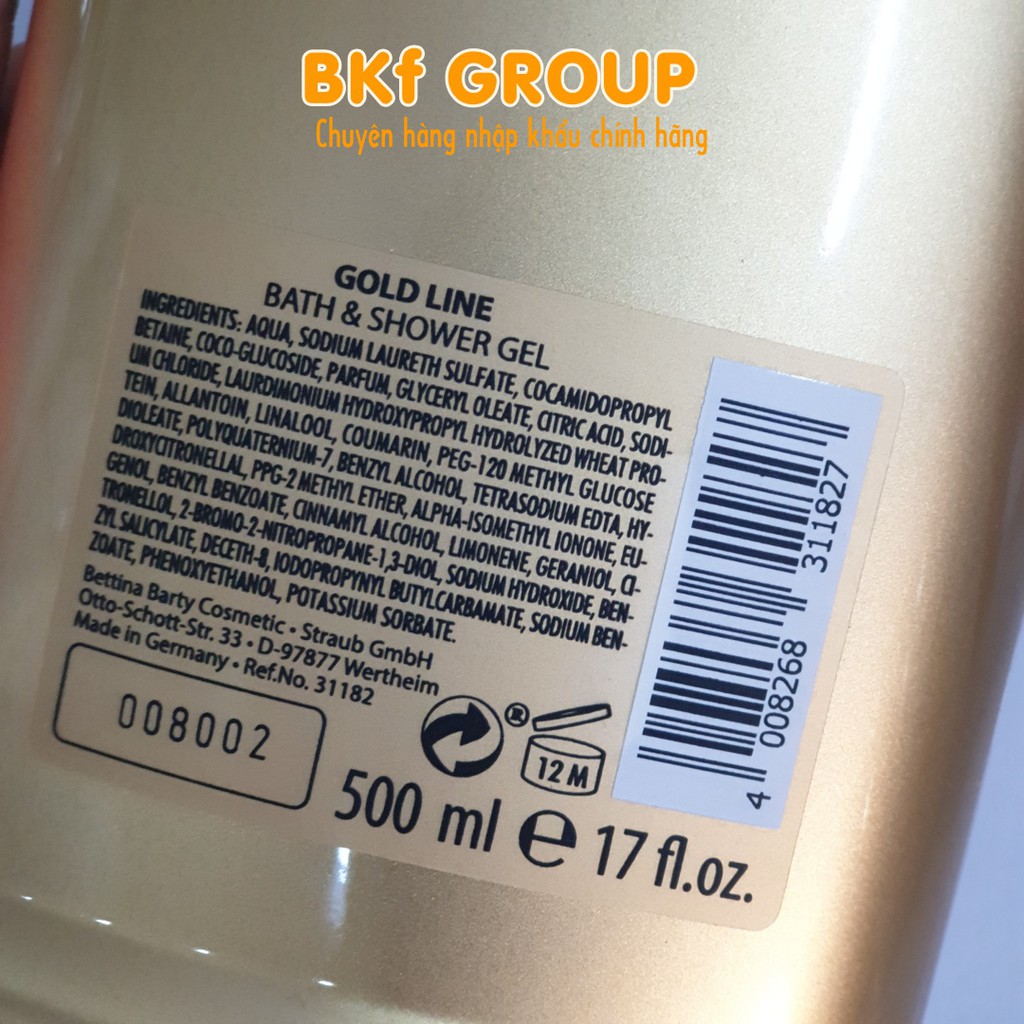 BKf GROUP
Chuyên hàng nhập khẩu chính hãng
GOLD LINE
BATH & SHOWER GEL
INGREDIENTS: AQUA, SODIUM LAURETH SULFATE, COCAMIDOPROPYL
BETAINE, COCO-GLUCOSIDE, PARFUM, GLYCERYL OLEATE, CITRIC ACID, SODI-
UM CHLORIDE, LAURDIMONIUM HYDROXYPROPYL HYDROLYZED WHEAT PRO-
TEIN, ALLANTOIN, LINALOOL, COUMARIN, PEG-120 METHYL GLUCOSE
DIOLEATE, POLYQUATERNIUM-7, BENZYL ALCOHOL, TETRASODIUM EDTA, HY-
DROXYCITRONELLAL, PPG-2 METHYL ETHER, ALPHA-ISOMETHYL IONONE, EU-
GENOL, BENZYL BENZOATE, CINNAMYL ALCOHOL, LIMONENE, GERANIOL, CI-
TRONELLOL, 2-BROMO-2-NITROPROPANE-1,3-DIOL, SODIUM HYDROXIDE, BEN-
ZYL SALICYLATE, DECETH-8, IODOPROPYNYL BUTYLCARBAMATE, SODIUM BEN-
ZOATE, PHENOXYETHANOL, POTASSIUM SORBATE.
Bettina Barty Cosmetic • Straub GmbH
Otto-Schott-Str. 33 • D-97877 Wertheim
Made in Germany • Ref.No. 31182
008002
®
12 M
500 ml e 17 fl.oz.
4 008268 311827